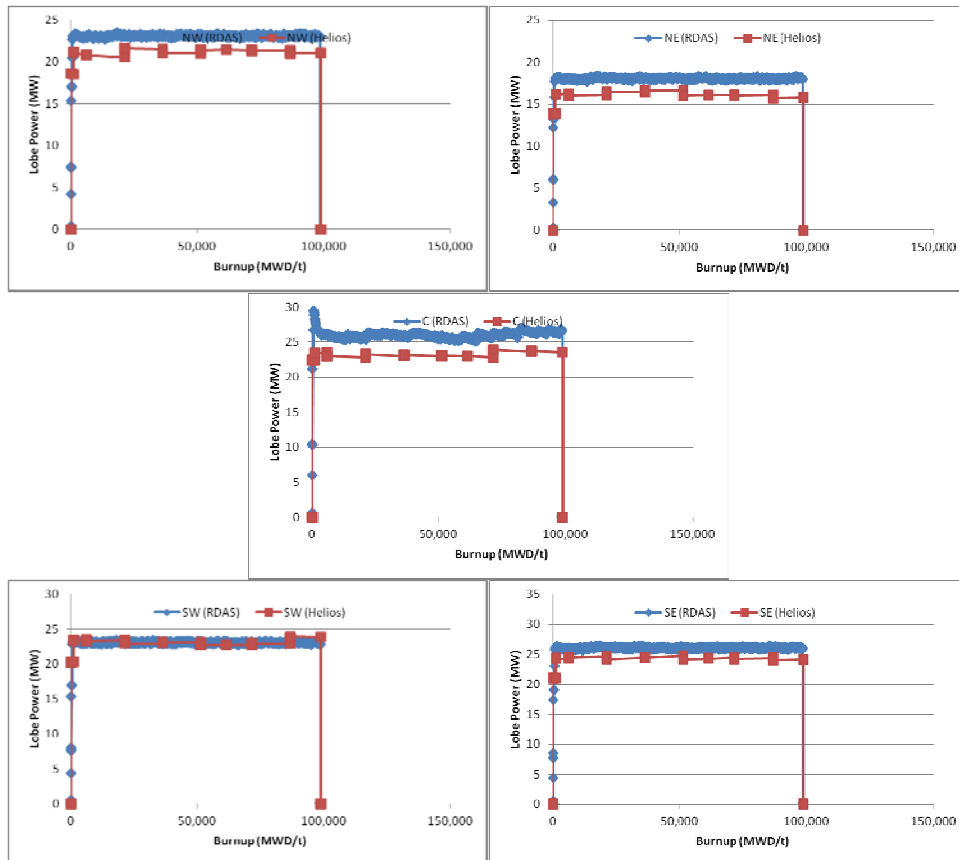 25
20
15
10
5
0
Lobe Power (MW)
NW (RDAS) NW (Helios)
0 50,000 100,000 150,000
Burnup (MWD/t)
25
20
15
10
5
0
Lobe Power (MW)
NE (RDAS) NE (Helios)
0 50,000 100,000 150,000
Burnup (MWD/t)
30
25
20
15
10
5
0
Lobe Power (MW)
C (RDAS) C (Helios)
0 50,000 100,000 150,000
Burnup (MWD/t)
30
25
20
15
10
5
0
Lobe Power (MW)
SW (RDAS) SW (Helios)
0 50,000 100,000 150,000
Burnup (MWD/t)
35
30
25
20
15
10
5
0
Lobe Power (MW)
SE (RDAS) SE (Helios)
0 50,000 100,000 150,000
Burnup (MWD/t)